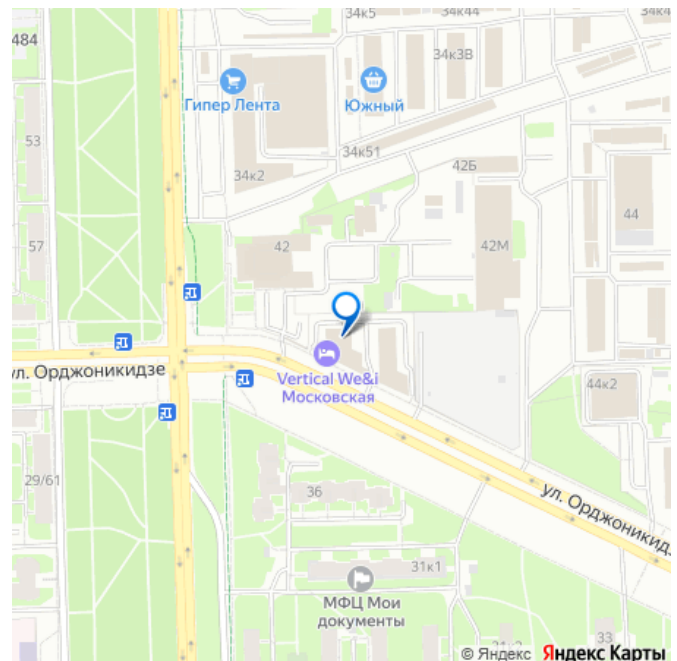 34к5
34к44
34к4
484
34к3В
Гипер Лента
Южный
53
34к51
42Б
34к2
44
57
42
42М
ул. Орджоникидзе
Vertical We&i
Московская
44к2
29/61
36
ул. Орджоникидз
31к1
МФЦ Мои
документы
33
© Яндекс Яндекс Карты